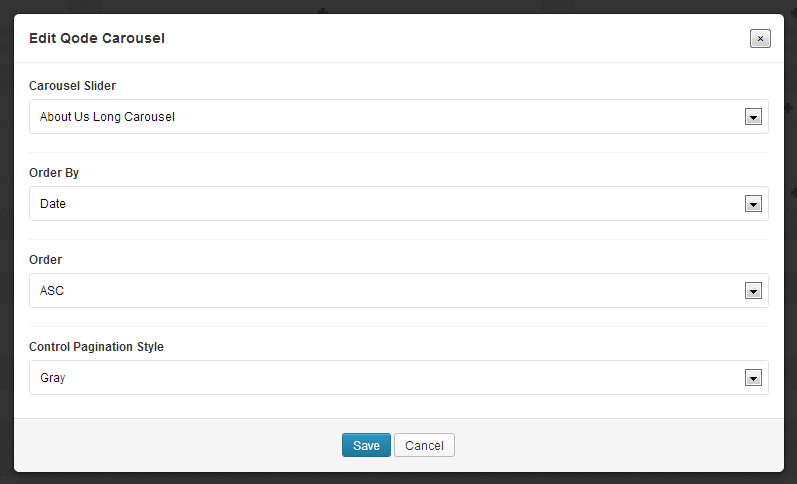 Edit Qode Carousel
×
Carousel Slider
About Us Long Carousel
Order By
Date
Order
ASC
Control Pagination Style
Gray
Save Cancel